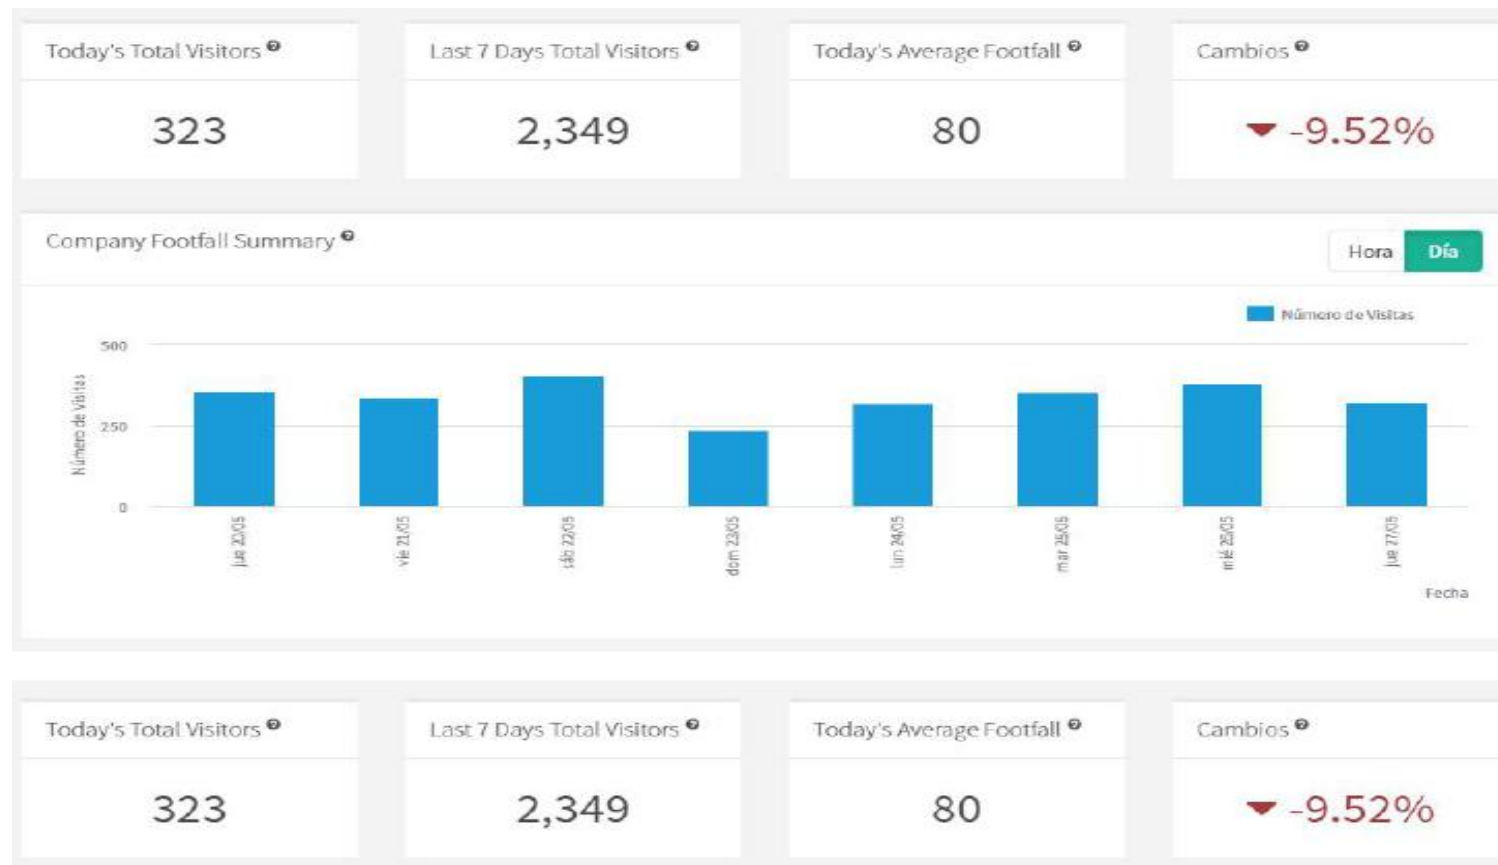 Today's Total Visitors
Last 7 Days Total Visitors
Today's Average Footfall
Cambios
323
2,349
80
-9.52%
Company Footfall Summary
Hora
Día
Número de Visitas
500
250
0
Número de Visitas
jue 20/05
vie 21/05
sáb 22/05
dom 23/05
lun 24/05
mar 25/05
mié 26/05
jue 27/05
Fecha
Today's Total Visitors
Last 7 Days Total Visitors
Today's Average Footfall
Cambios
323
2,349
80
-9.52%